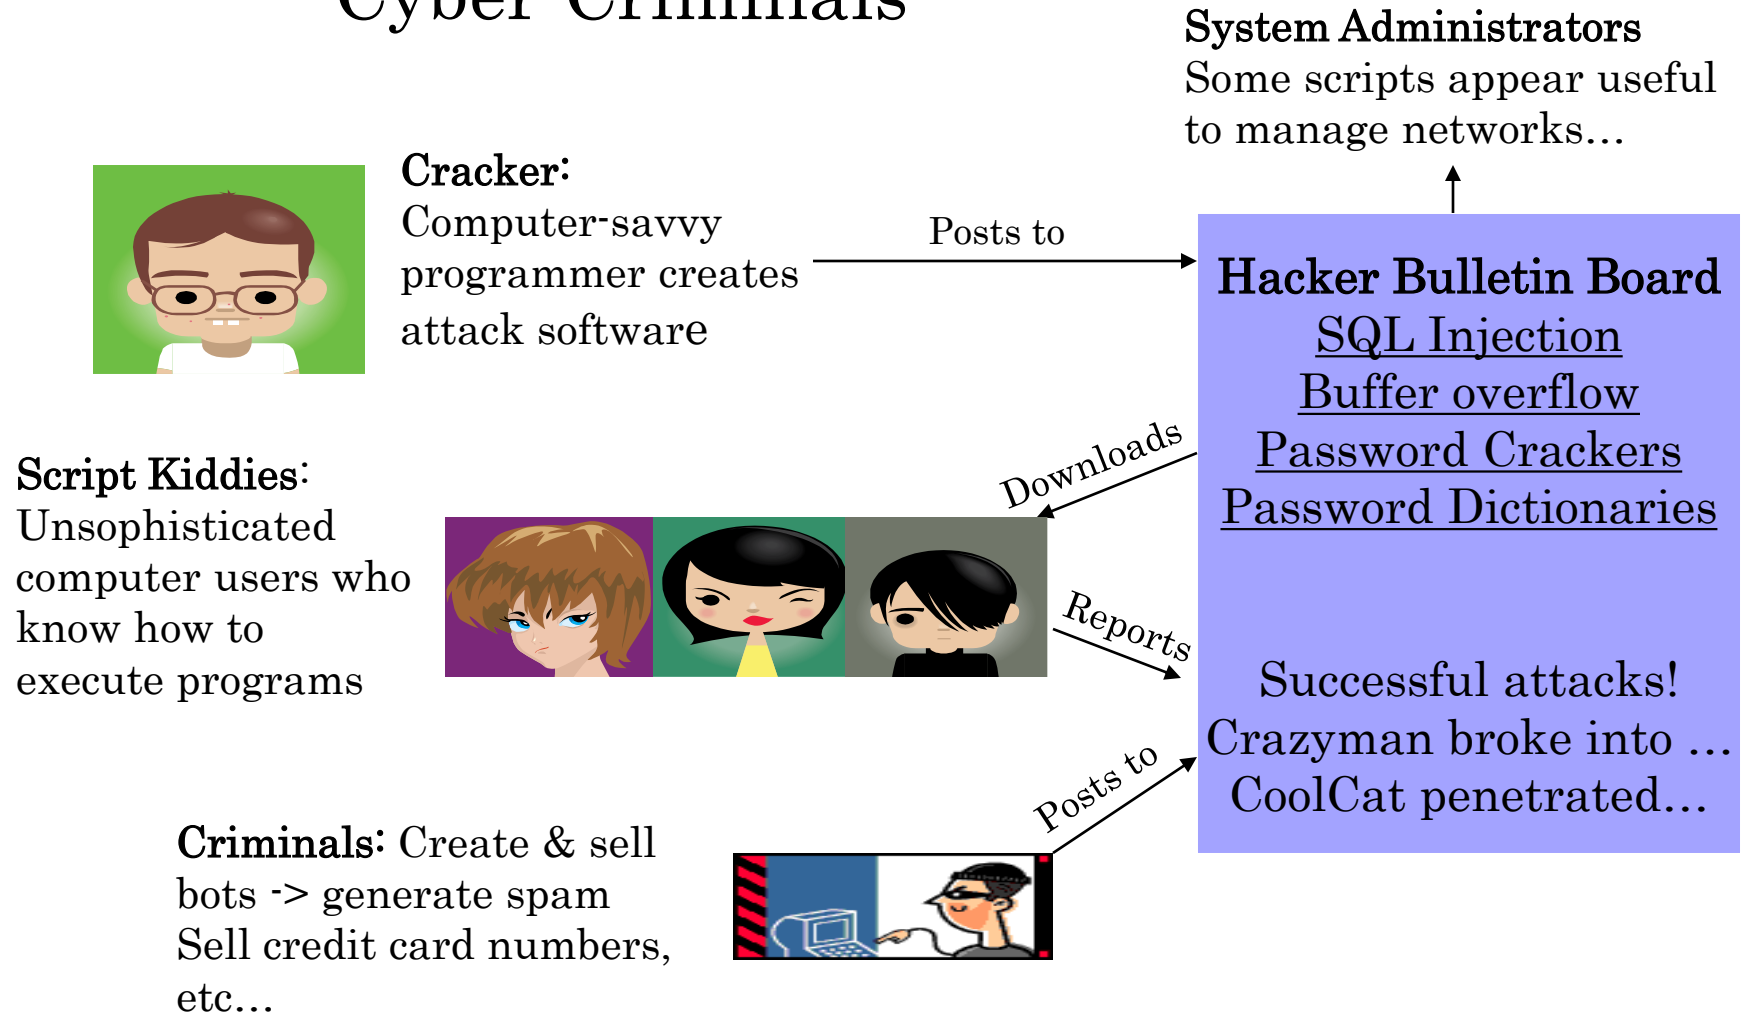 Cyber Criminals
System Administrators
Some scripts appear useful
to manage networks…
Cracker:
Computer-savvy
programmer creates
attack software
Posts to
Hacker Bulletin Board
SQL Injection
Buffer overflow
Password Crackers
Password Dictionaries
Downloads
Script Kiddies:
Unsophisticated
computer users who
know how to
execute programs
Reports
Successful attacks!
Crazyman broke into …
CoolCat penetrated…
Posts to
Criminals: Create & sell
bots -> generate spam
Sell credit card numbers,
etc…